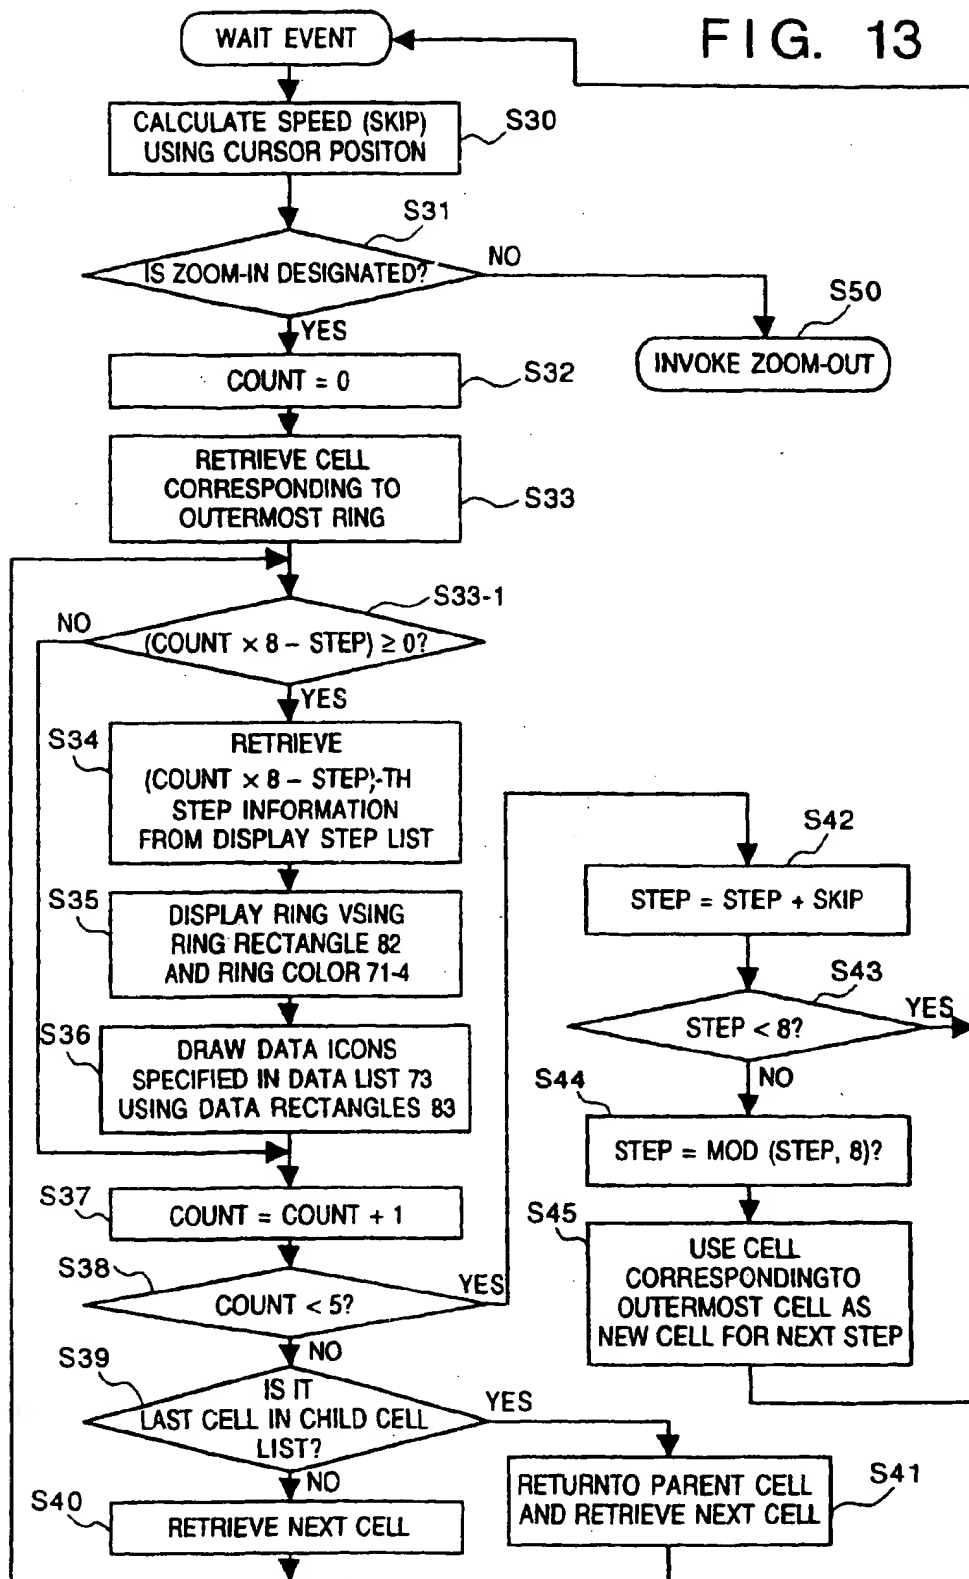 FIG. 13
WAIT EVENT
CALCULATE SPEED (SKIP)
USING CURSOR POSITON
S30
S31
IS ZOOM-IN DESIGNATED?
NO
YES
S50
INVOKE ZOOM-OUT
COUNT = 0
S32
RETRIEVE CELL
CORRESPONDING TO
OUTERMOST RING
S33
S33-1
NO
(COUNT × 8 – STEP) ≥ 0?
YES
S34
RETRIEVE
(COUNT × 8 – STEP)-TH
STEP INFORMATION
FROM DISPLAY STEP LIST
S35
DISPLAY RING VSING
RING RECTANGLE 82
AND RING COLOR 71-4
S36
DRAW DATA ICONS
SPECIFIED IN DATA LIST 73
USING DATA RECTANGLES 83
S37
COUNT = COUNT + 1
S38
COUNT < 5?
YES
NO
S39
IS IT
LAST CELL IN CHILD CELL
LIST?
YES
NO
S40
RETRIEVE NEXT CELL
RETURNTO PARENT CELL
AND RETRIEVE NEXT CELL
S41
S42
STEP = STEP + SKIP
S43
STEP < 8?
YES
NO
S44
STEP = MOD (STEP, 8)?
S45
USE CELL
CORRESPONDINGTO
OUTERMOST CELL AS
NEW CELL FOR NEXT STEP